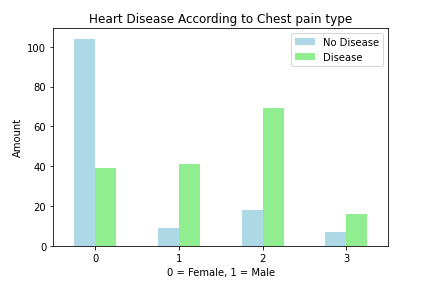 Heart Disease According to Chest pain type
No Disease
Disease
Amount
100
80
60
40
20
0
0 1 2 3
0 = Female, 1 = Male